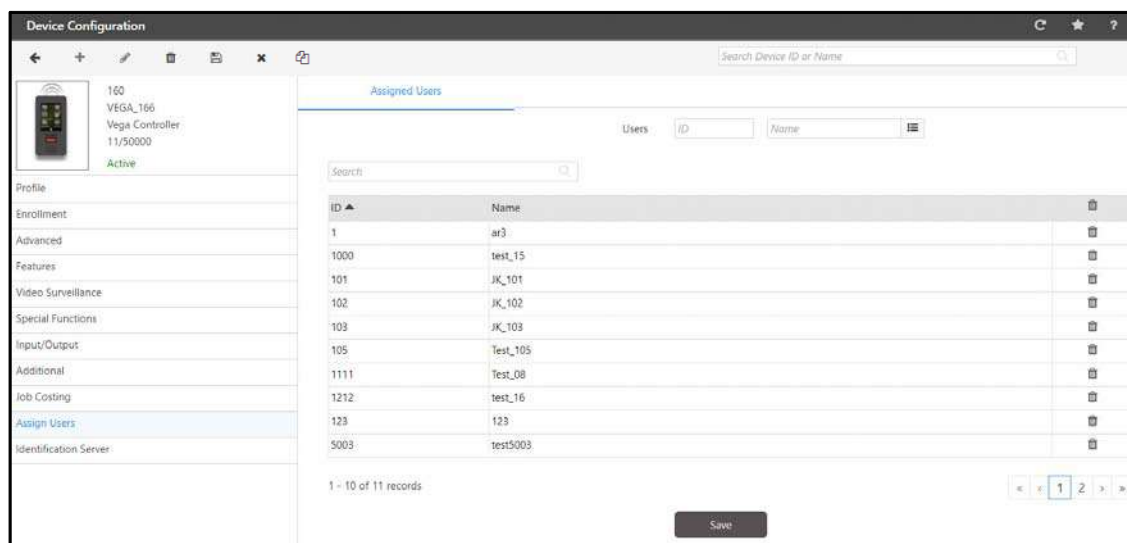 Device Configuration
?
Search Device ID or Name
160
VEGA_166
Vega Controller
11/50000
Active
Assigned Users
Users ID Name
Search
Profile
Enrollment
Advanced
Features
Video Surveillance
Special Functions
Input/Output
Additional
Job Costing
Assign Users
Identification Server
ID Name
1 ar3
1000 test_15
101 JK_101
102 JK_102
103 JK_103
105 Test_105
1111 Test_08
1212 test_16
123 123
5003 test5003
1 - 10 of 11 records
« ‹ 1 2 › »
Save